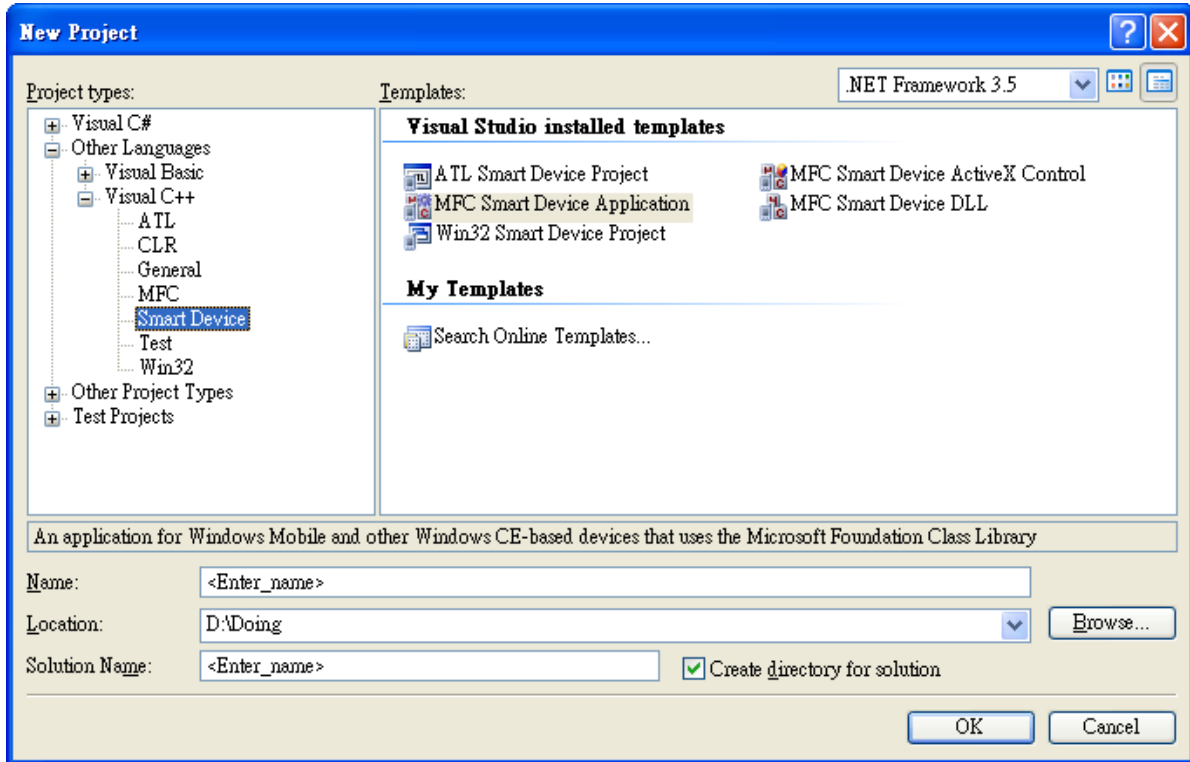 New Project
Project types:
Templates:
.NET Framework 3.5
Visual C#
Other Languages
Visual Basic
Visual C++
ATL
CLR
General
MFC
Smart Device
Test
Win32
Other Project Types
Test Projects
Visual Studio installed templates
ATL Smart Device Project
MFC Smart Device ActiveX Control
MFC Smart Device Application
MFC Smart Device DLL
Win32 Smart Device Project
My Templates
Search Online Templates...
An application for Windows Mobile and other Windows CE-based devices that uses the Microsoft Foundation Class Library
Name:
<Enter_name>
Location:
D:\Doing
Browse...
Solution Name:
<Enter_name>
Create directory for solution
OK
Cancel